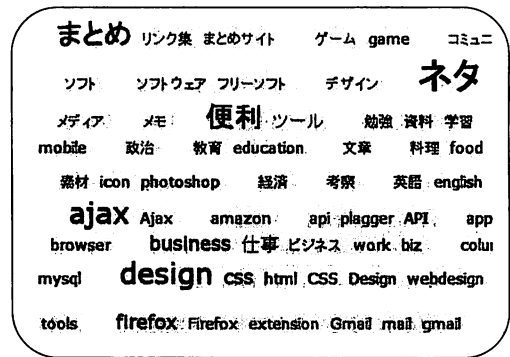 まとめ リンク集 まとめサイト ゲーム game コミュニ
ソフト ソフトウェア フリーソフト デザイン ネタ
メディア メモ 便利 ツール 勉強 資料 学習
mobile 政治 教育 education 文章 料理 food
素材 icon photoshop 経済 考察 英語 english
ajax Ajax amazon api plagger API app
browser business 仕事 ビジネス work biz colu
mysql design css html CSS Design webdesign
tools firefox Firefox extension Gmail mail gmail